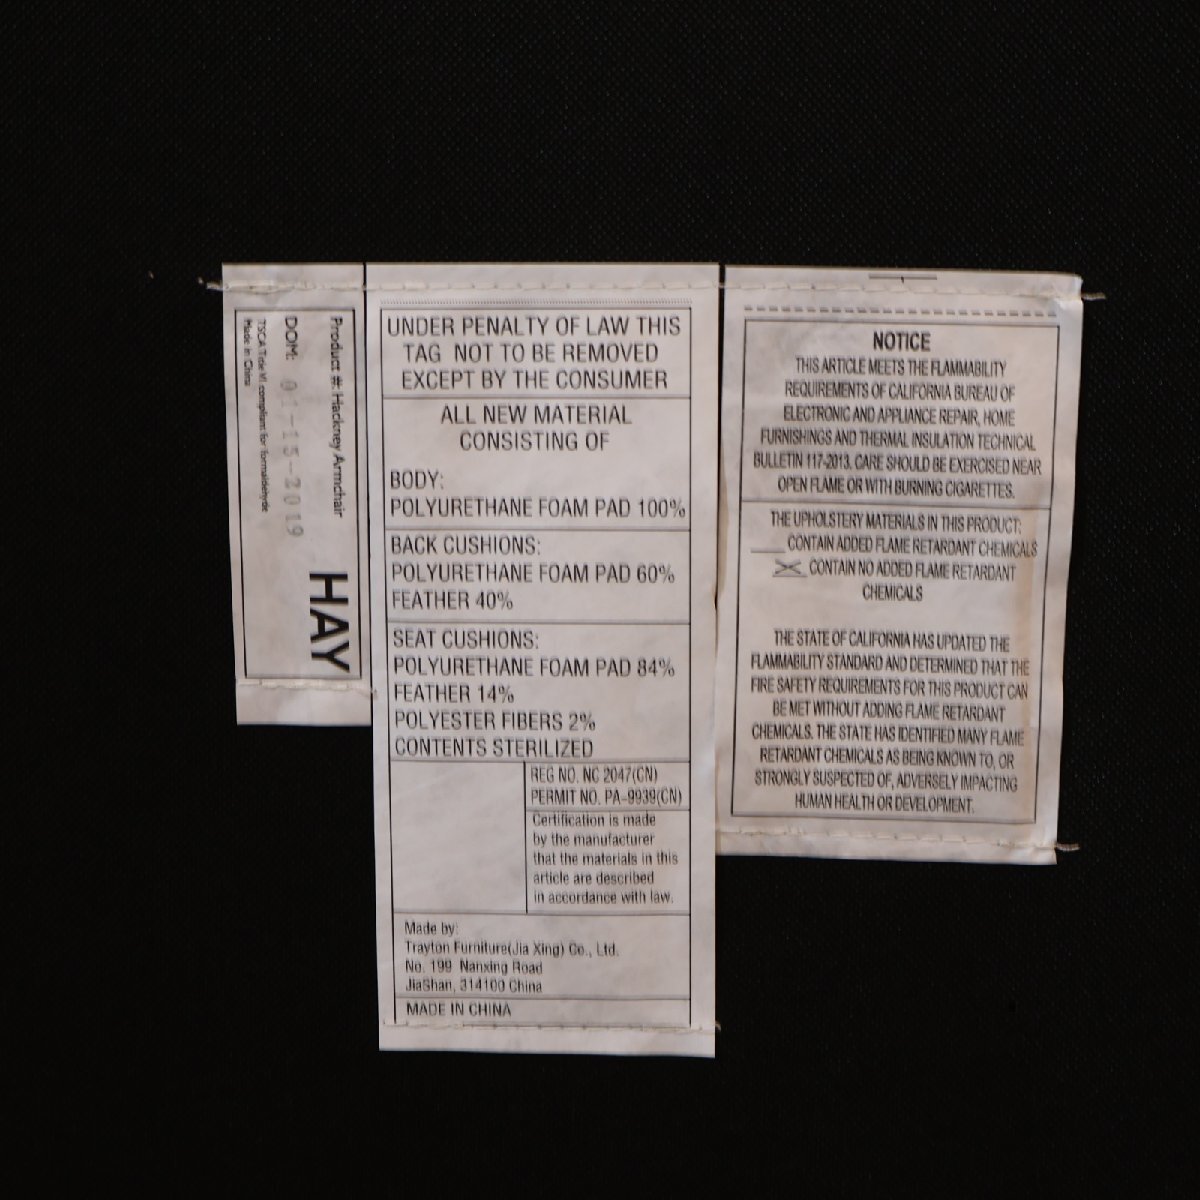 Product #: Hackney Armchair
HAY
DOM: 01-15-2019
TSCA Title VI compliant for formaldehyde
Made in China
UNDER PENALTY OF LAW THIS
TAG NOT TO BE REMOVED
EXCEPT BY THE CONSUMER
ALL NEW MATERIAL
CONSISTING OF
BODY:
POLYURETHANE FOAM PAD 100%
BACK CUSHIONS:
POLYURETHANE FOAM PAD 60%
FEATHER 40%
SEAT CUSHIONS:
POLYURETHANE FOAM PAD 84%
FEATHER 14%
POLYESTER FIBERS 2%
CONTENTS STERILIZED
REG NO. NC 2047(CN)
PERMIT NO. PA-9939(CN)
Certification is made
by the manufacturer
that the materials in this
article are described
in accordance with law.
Made by:
Trayton Furniture(Jia Xing) Co., Ltd.
No. 199 Nanxing Road
JiaShan, 314100 China
MADE IN CHINA
NOTICE
THIS ARTICLE MEETS THE FLAMMABILITY
REQUIREMENTS OF CALIFORNIA BUREAU OF
ELECTRONIC AND APPLIANCE REPAIR, HOME
FURNISHINGS AND THERMAL INSULATION TECHNICAL
BULLETIN 117-2013. CARE SHOULD BE EXERCISED NEAR
OPEN FLAME OR WITH BURNING CIGARETTES.
THE UPHOLSTERY MATERIALS IN THIS PRODUCT:
___ CONTAIN ADDED FLAME RETARDANT CHEMICALS
X CONTAIN NO ADDED FLAME RETARDANT
CHEMICALS
THE STATE OF CALIFORNIA HAS UPDATED THE
FLAMMABILITY STANDARD AND DETERMINED THAT THE
FIRE SAFETY REQUIREMENTS FOR THIS PRODUCT CAN
BE MET WITHOUT ADDING FLAME RETARDANT
CHEMICALS. THE STATE HAS IDENTIFIED MANY FLAME
RETARDANT CHEMICALS AS BEING KNOWN TO, OR
STRONGLY SUSPECTED OF, ADVERSELY IMPACTING
HUMAN HEALTH OR DEVELOPMENT.